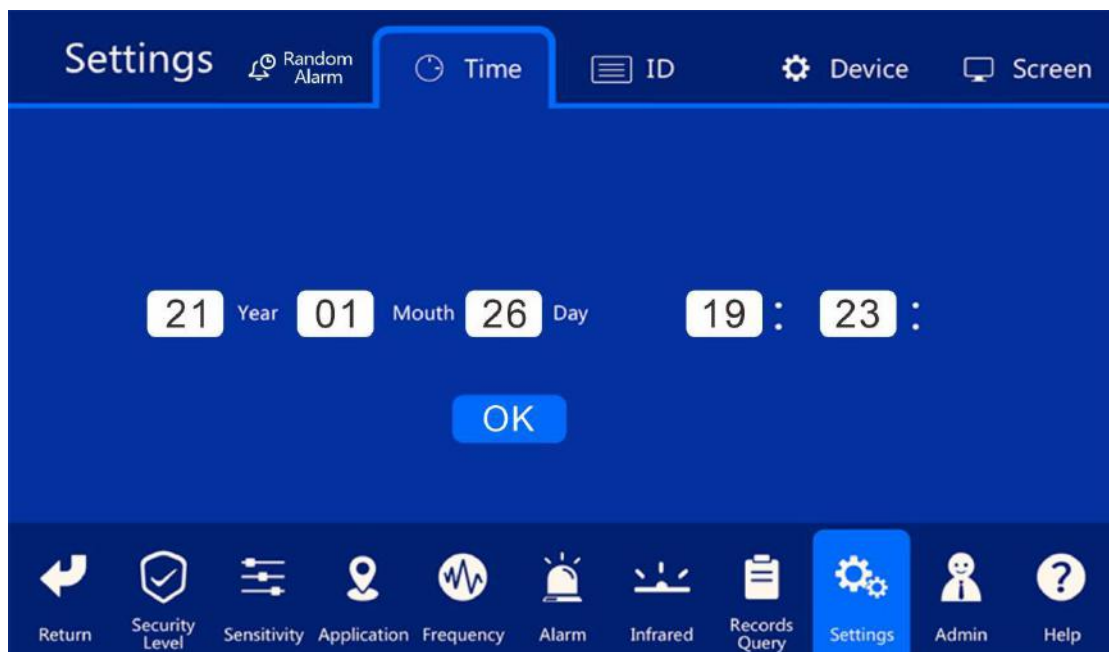 Settings
Random
Alarm
Time
ID
Device
Screen
21 Year 01 Mouth 26 Day 19 : 23 :
OK
Return
Security
Level
Sensitivity
Application
Frequency
Alarm
Infrared
Records
Query
Settings
Admin
?
Help